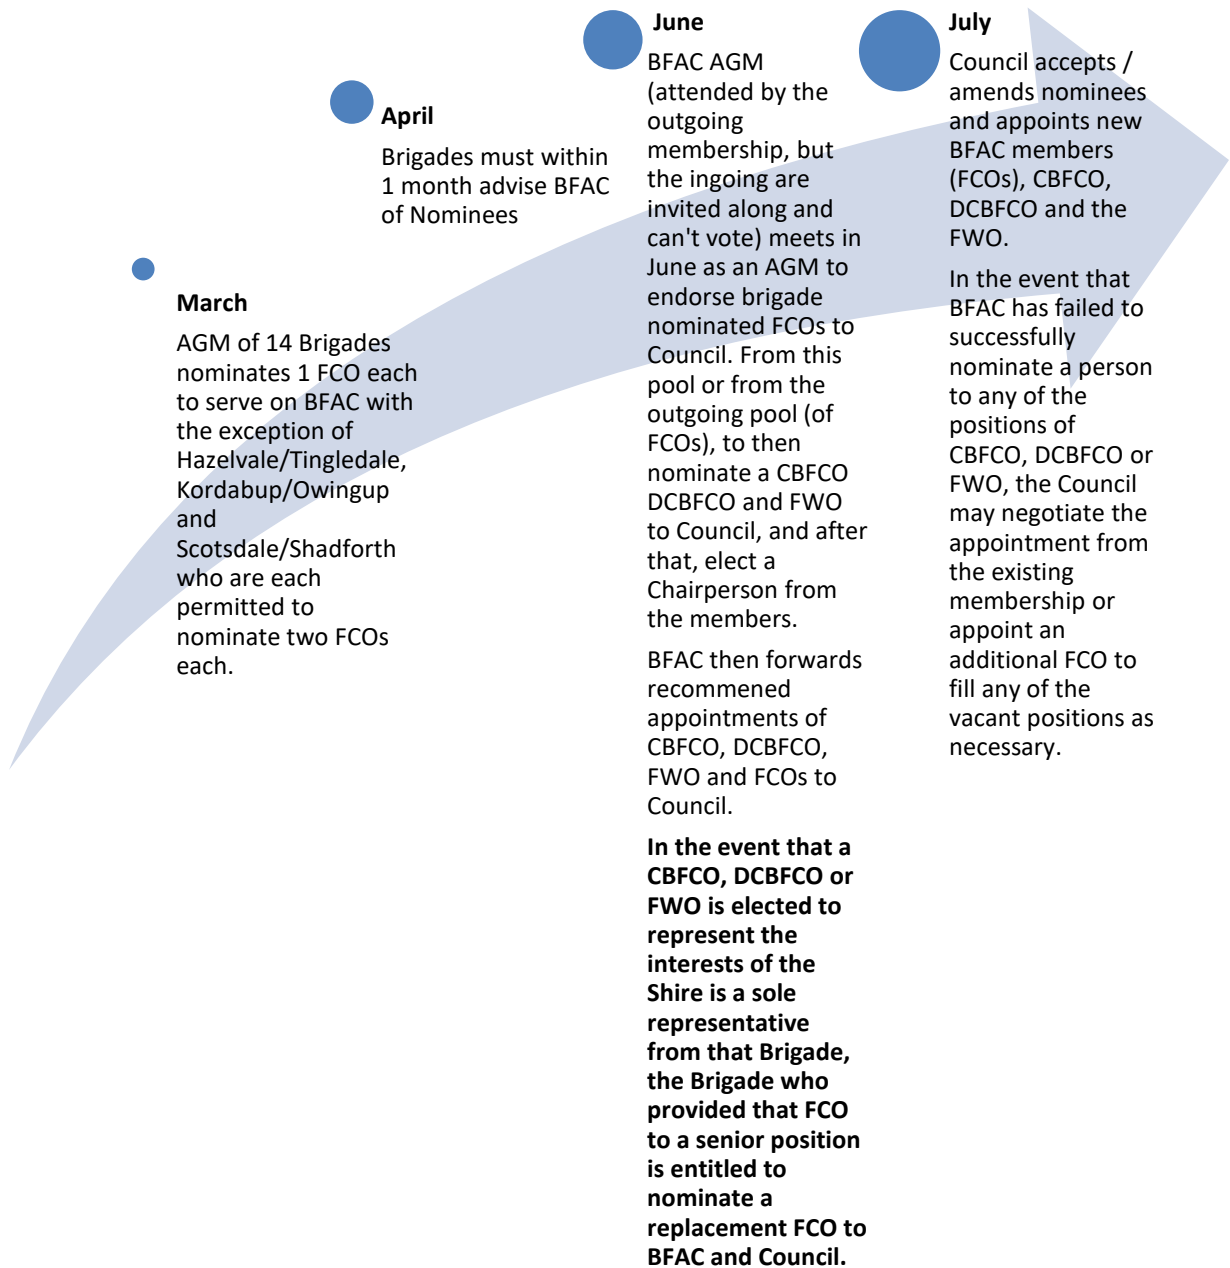 March
AGM of 14 Brigades
nominates 1 FCO each
to serve on BFAC with
the exception of
Hazelvale/Tingledale,
Kordabup/Owingup
and
Scotsdale/Shadforth
who are each
permitted to
nominate two FCOs
each.
April
Brigades must within
1 month advise BFAC
of Nominees
June
BFAC AGM
(attended by the
outgoing
membership, but
the ingoing are
invited along and
can't vote) meets in
June as an AGM to
endorse brigade
nominated FCOs to
Council. From this
pool or from the
outgoing pool (of
FCOs), to then
nominate a CBFCO
DCBFCO and FWO
to Council, and after
that, elect a
Chairperson from
the members.
BFAC then forwards
recommened
appointments of
CBFCO, DCBFCO,
FWO and FCOs to
Council.
In the event that a
CBFCO, DCBFCO or
FWO is elected to
represent the
interests of the
Shire is a sole
representative
from that Brigade,
the Brigade who
provided that FCO
to a senior position
is entitled to
nominate a
replacement FCO to
BFAC and Council.
July
Council accepts /
amends nominees
and appoints new
BFAC members
(FCOs), CBFCO,
DCBFCO and the
FWO.
In the event that
BFAC has failed to
successfully
nominate a person
to any of the
positions of
CBFCO, DCBFCO or
FWO, the Council
may negotiate the
appointment from
the existing
membership or
appoint an
additional FCO to
fill any of the
vacant positions as
necessary.